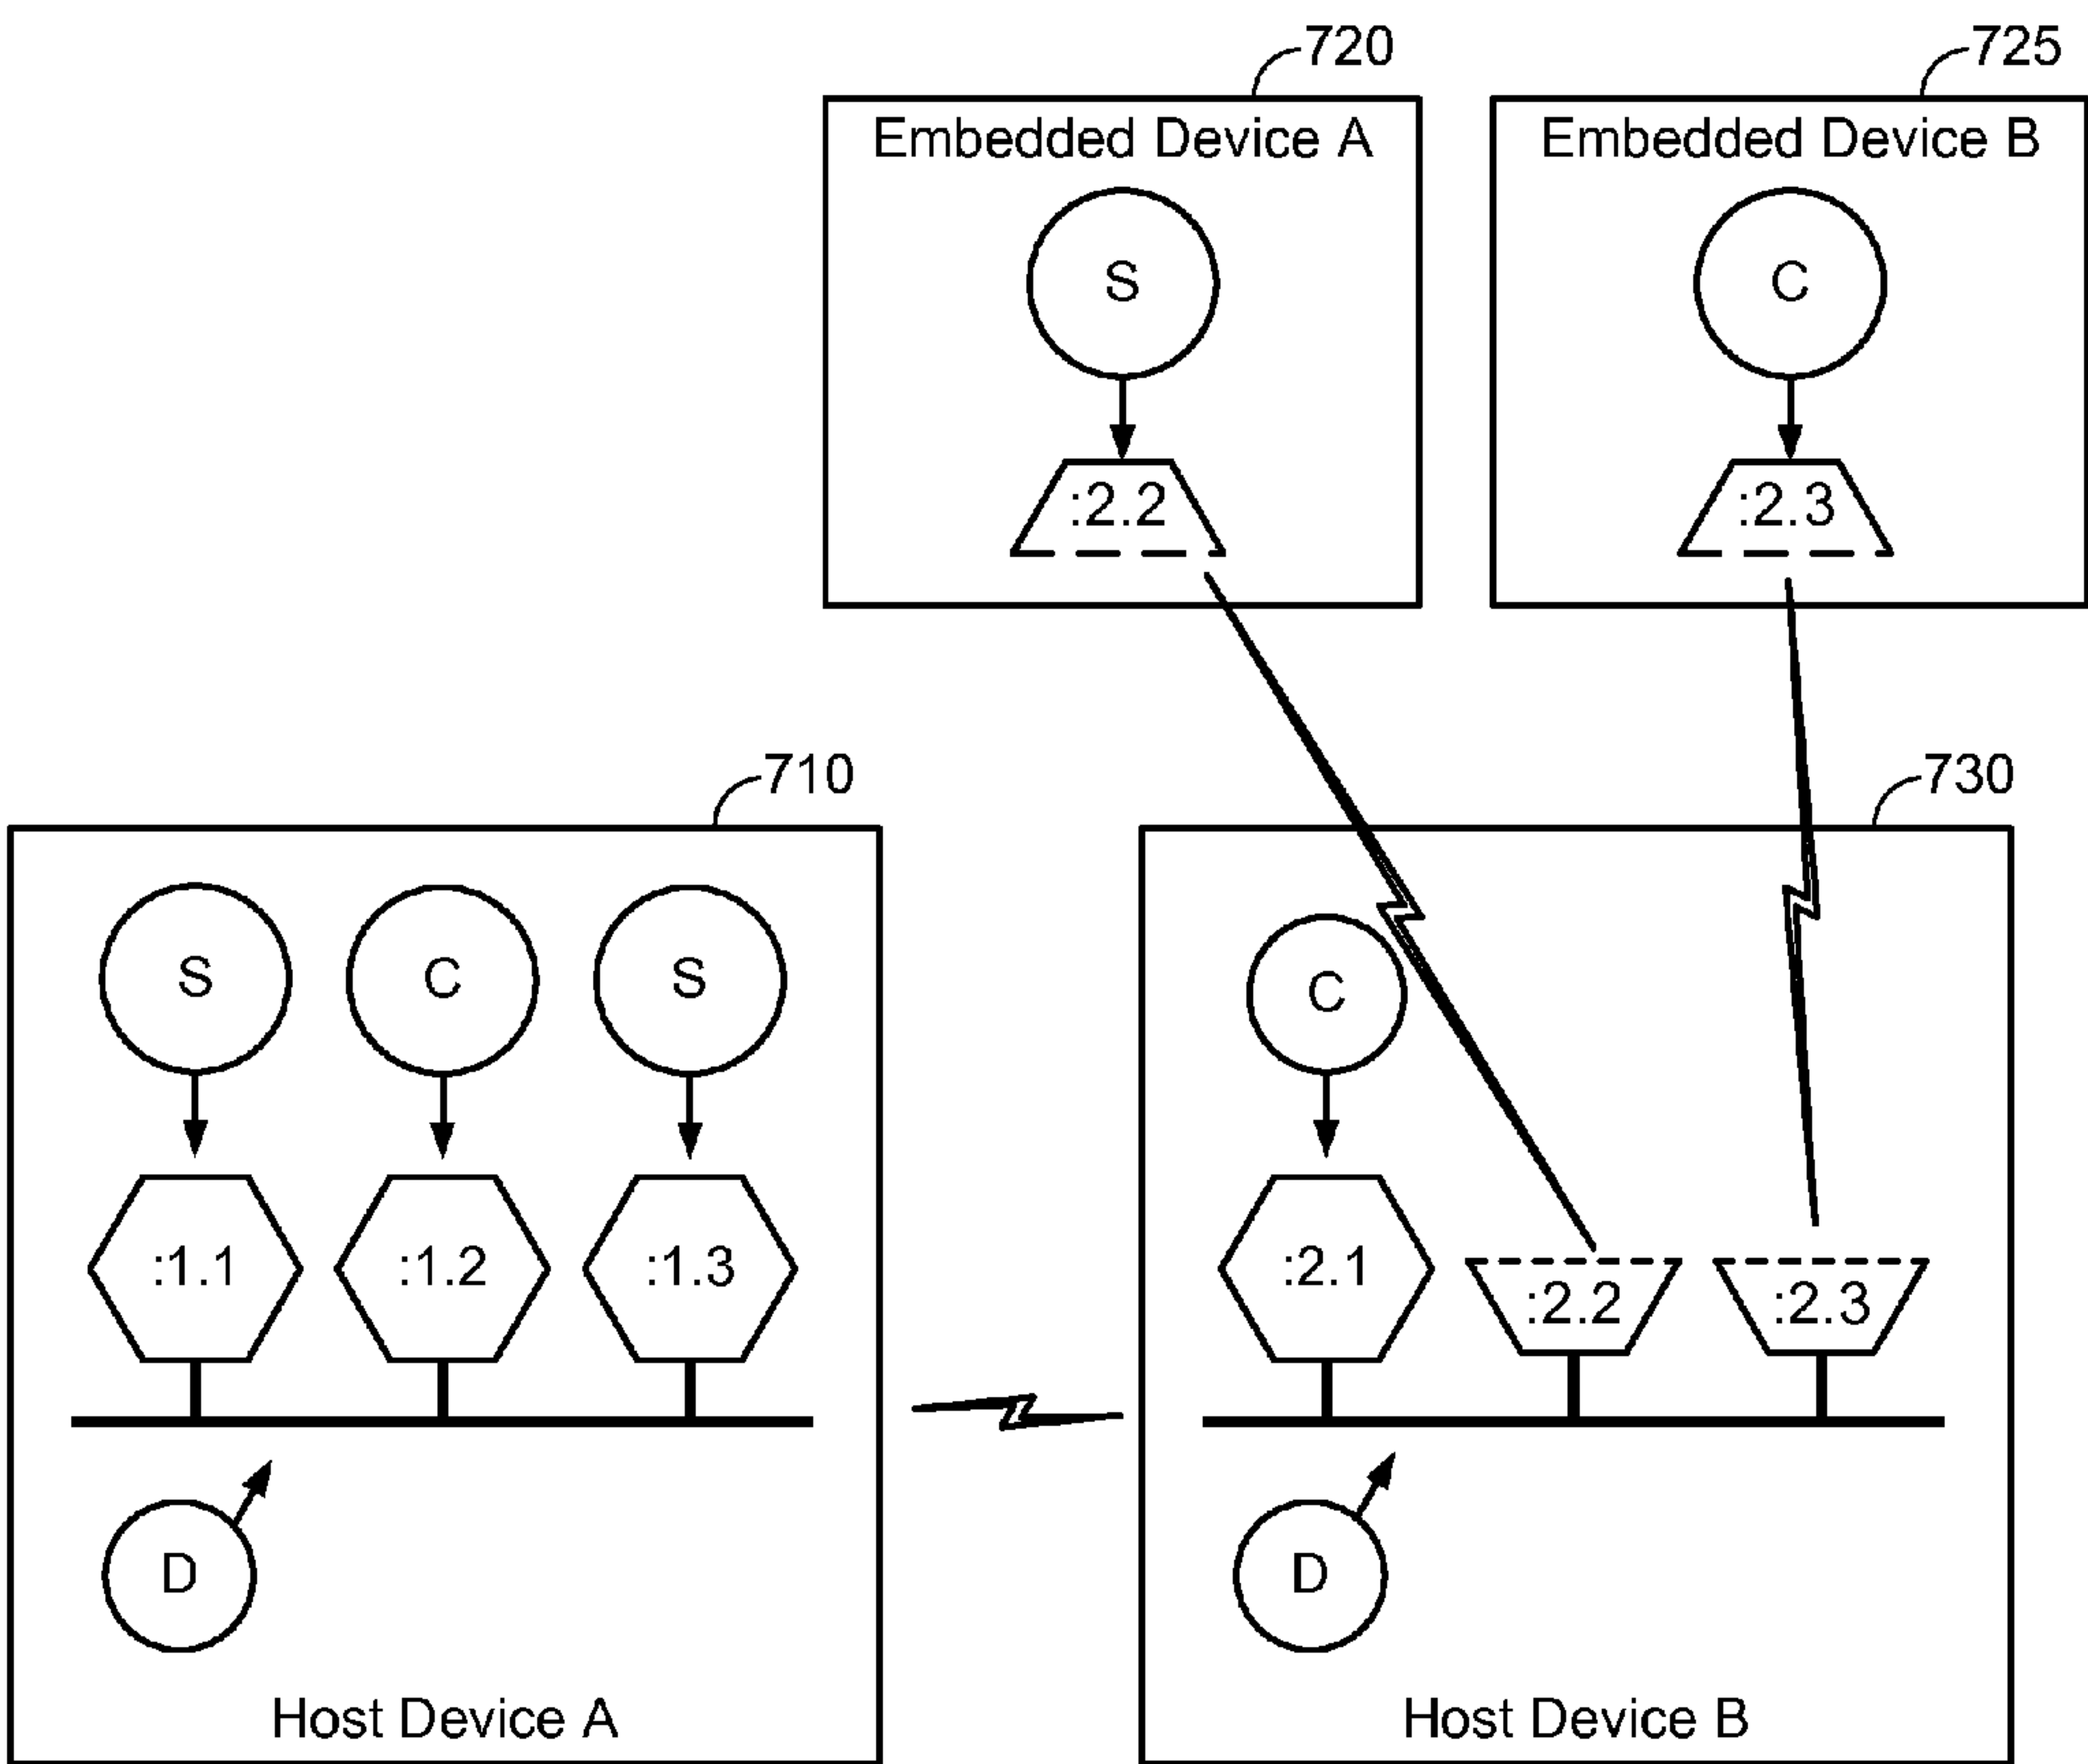 720
725
Embedded Device A
Embedded Device B
S
C
:2.2
:2.3
710
730
S
C
S
C
:1.1
:1.2
:1.3
:2.1
:2.2
:2.3
D
D
Host Device A
Host Device B